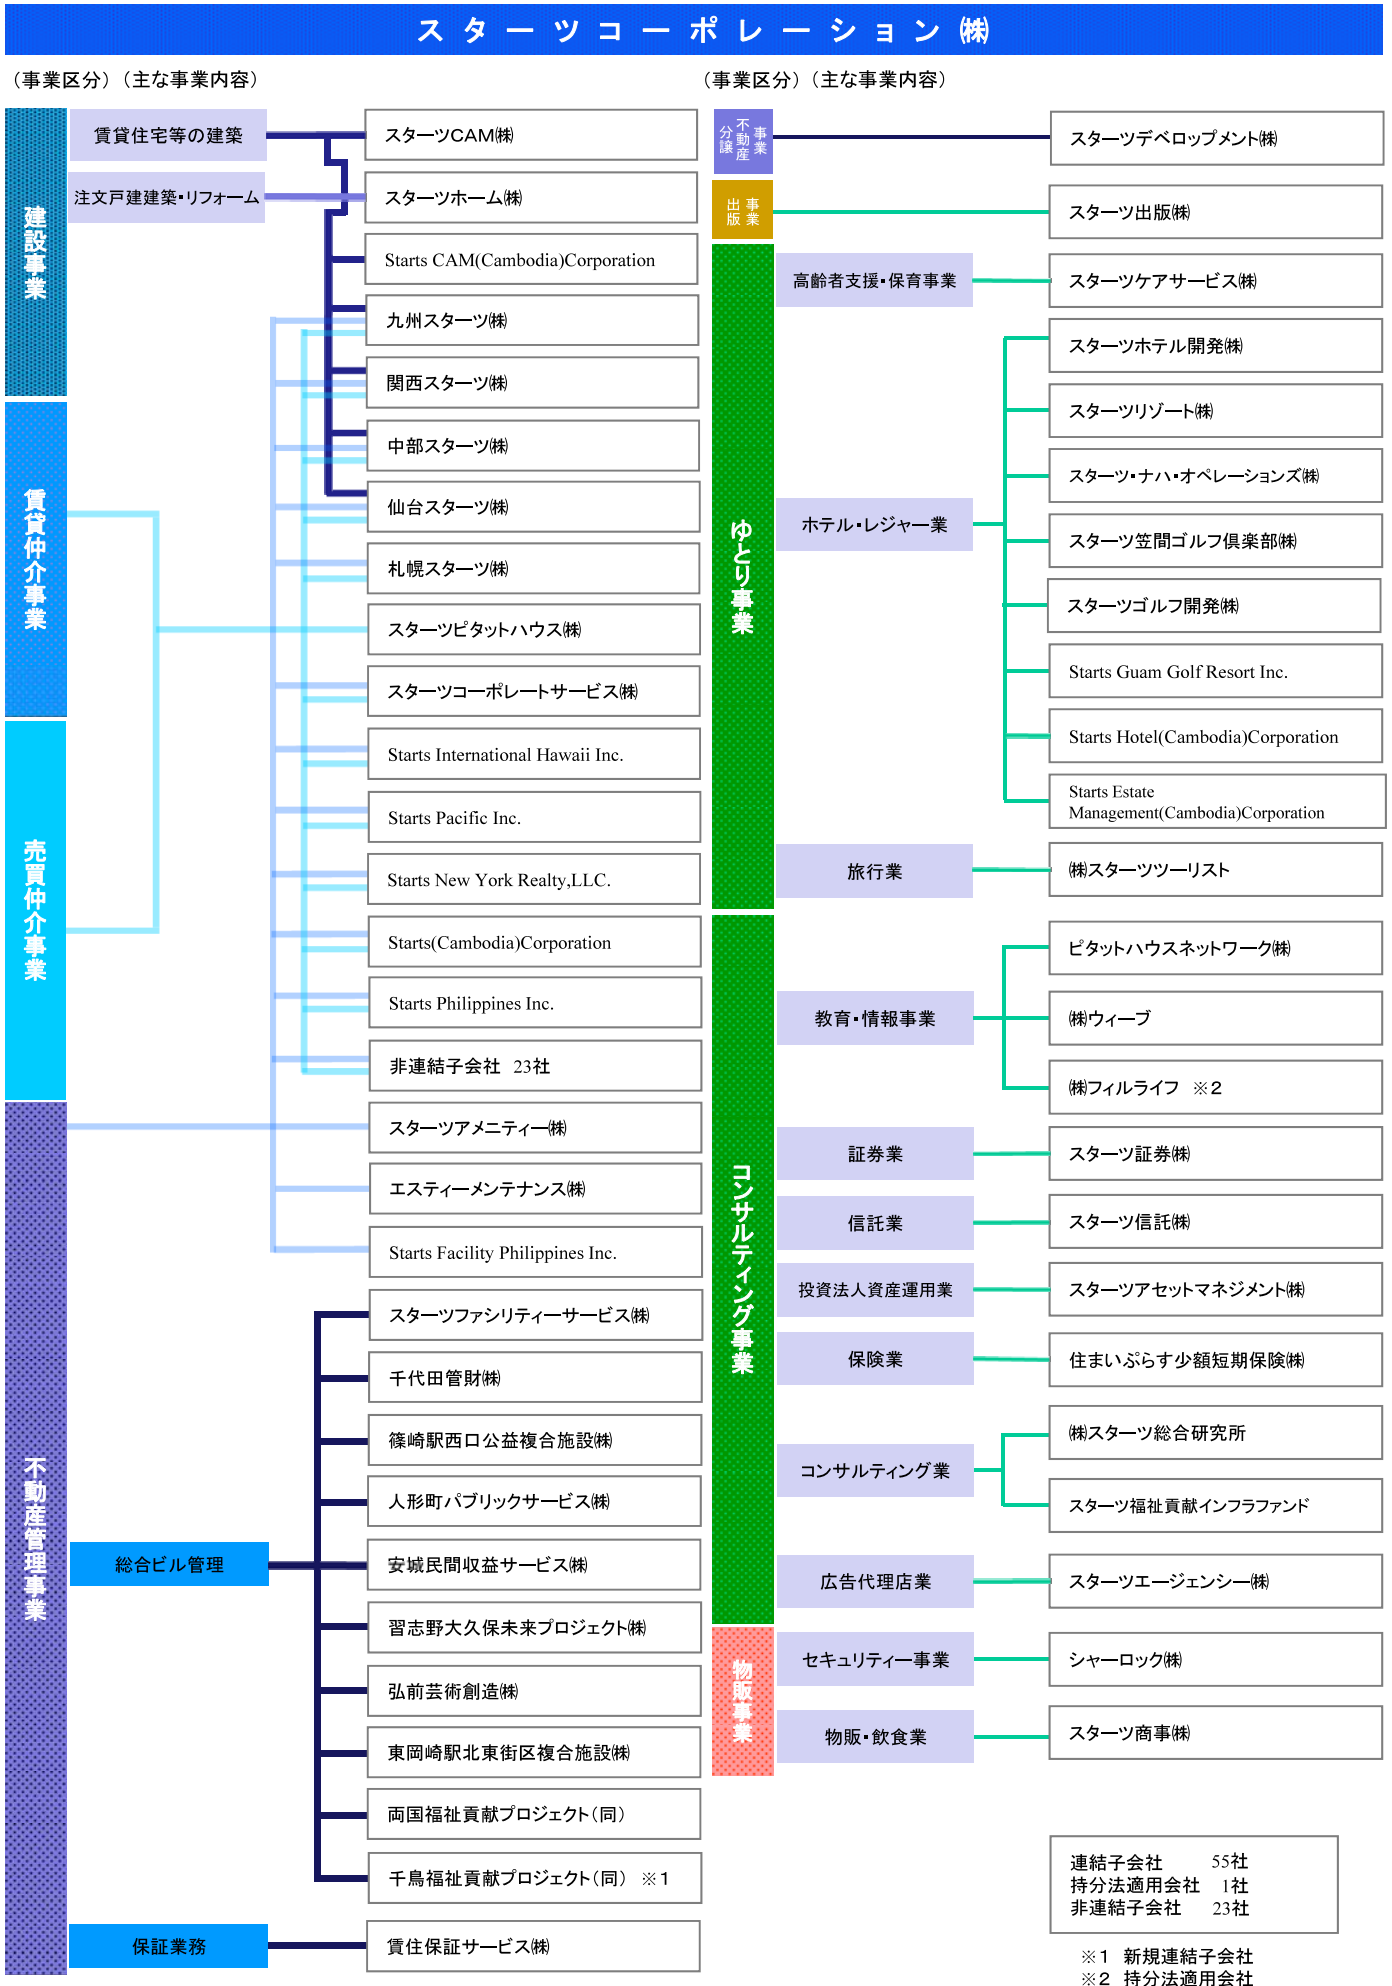 スターツコーポレーション㈱
（事業区分）（主な事業内容）
建設事業
賃貸住宅等の建築
スターツCAM㈱
注文戸建建築・リフォーム
スターツホーム㈱
Starts CAM(Cambodia)Corporation
九州スターツ㈱
関西スターツ㈱
中部スターツ㈱
仙台スターツ㈱
賃貸仲介事業
札幌スターツ㈱
スターツピタットハウス㈱
スターツコーポレートサービス㈱
Starts International Hawaii Inc.
Starts Pacific Inc.
売買仲介事業
Starts New York Realty,LLC.
Starts(Cambodia)Corporation
Starts Philippines Inc.
非連結子会社 23社
不動産管理事業
スターツアメニティー㈱
エスティーメンテナンス㈱
Starts Facility Philippines Inc.
スターツファシリティーサービス㈱
千代田管財㈱
篠崎駅西口公益複合施設㈱
人形町パブリックサービス㈱
総合ビル管理
安城民間収益サービス㈱
習志野大久保未来プロジェクト㈱
弘前芸術創造㈱
東岡崎駅北東街区複合施設㈱
両国福祉貢献プロジェクト（同）
千鳥福祉貢献プロジェクト（同） ※１
保証業務
賃住保証サービス㈱
（事業区分）（主な事業内容）
不動産分譲事業
スターツデベロップメント㈱
出版事業
スターツ出版㈱
ゆとり事業
高齢者支援・保育事業
スターツケアサービス㈱
スターツホテル開発㈱
スターツリゾート㈱
スターツ・ナハ・オペレーションズ㈱
ホテル・レジャー業
スターツ笠間ゴルフ倶楽部㈱
スターツゴルフ開発㈱
Starts Guam Golf Resort Inc.
Starts Hotel(Cambodia)Corporation
Starts Estate
Management(Cambodia)Corporation
旅行業
㈱スターツツーリスト
コンサルティング事業
ピタットハウスネットワーク㈱
教育・情報事業
㈱ウィーブ
㈱フィルライフ ※２
証券業
スターツ証券㈱
信託業
スターツ信託㈱
投資法人資産運用業
スターツアセットマネジメント㈱
保険業
住まいぷらす少額短期保険㈱
コンサルティング業
㈱スターツ総合研究所
スターツ福祉貢献インフラファンド
広告代理店業
スターツエージェンシー㈱
物販事業
セキュリティー事業
シャーロック㈱
物販・飲食業
スターツ商事㈱
連結子会社 55社
持分法適用会社 1社
非連結子会社 23社
※１ 新規連結子会社
※２ 持分法適用会社